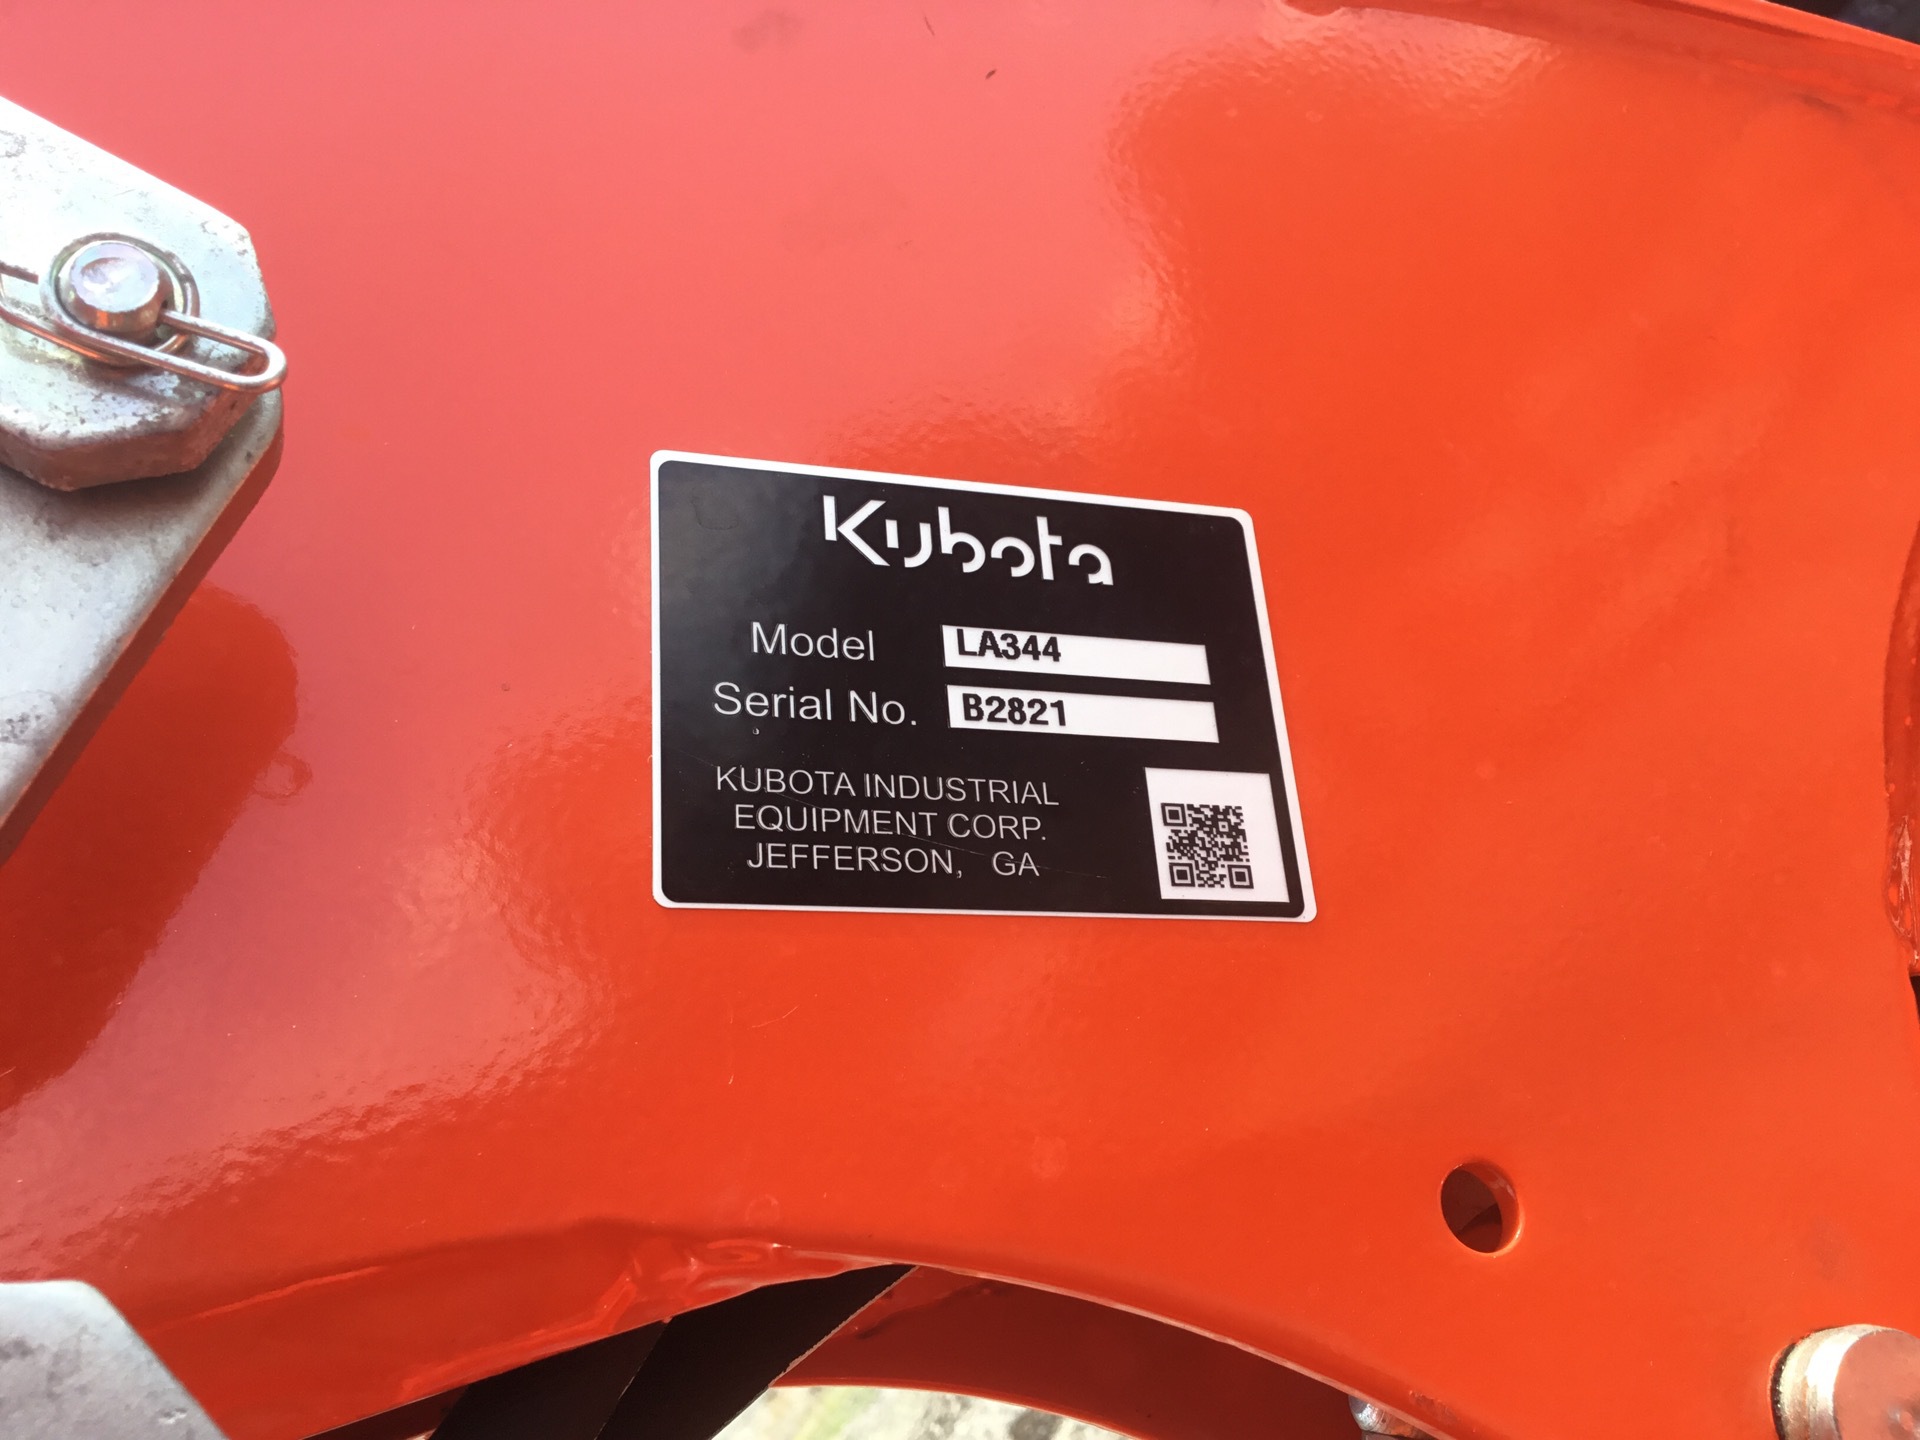 Kubota
Model LA344
Serial No. B2821
KUBOTA INDUSTRIAL
EQUIPMENT CORP.
JEFFERSON, GA